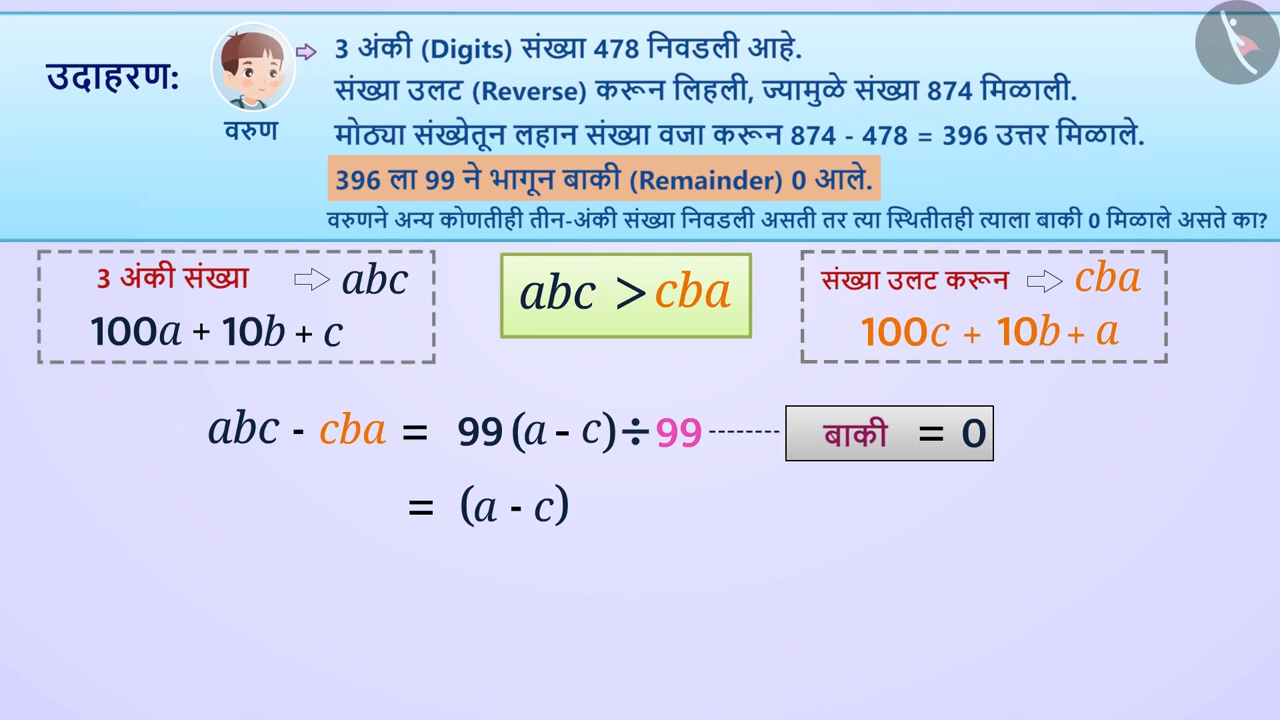 उदाहरण:
वरुण
3 अंकी (Digits) संख्या 478 निवडली आहे.
संख्या उलट (Reverse) करून लिहली, ज्यामुळे संख्या 874 मिळाली.
मोठ्या संख्येतून लहान संख्या वजा करून 874 - 478 = 396 उत्तर मिळाले.
396 ला 99 ने भागून बाकी (Remainder) 0 आले.
वरुणने अन्य कोणतीही तीन-अंकी संख्या निवडली असती तर त्या स्थितीतही त्याला बाकी 0 मिळाले असते का?
3 अंकी संख्या ⇨ abc
100a + 10b + c
abc > cba
संख्या उलट करून ⇨ cba
100c + 10b + a
abc - cba = 99 (a - c) ÷ 99 -------- बाकी = 0
= (a - c)